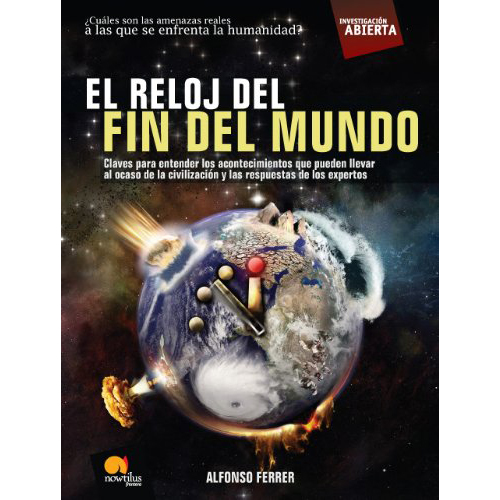 ¿Cuáles son las amenazas reales
a las que se enfrenta la humanidad?
INVESTIGACIÓN
ABIERTA
EL RELOJ DEL
FIN DEL MUNDO
Claves para entender los acontecimientos que pueden llevar
al ocaso de la civilización y las respuestas de los expertos
nowtilus
frontera
ALFONSO FERRER